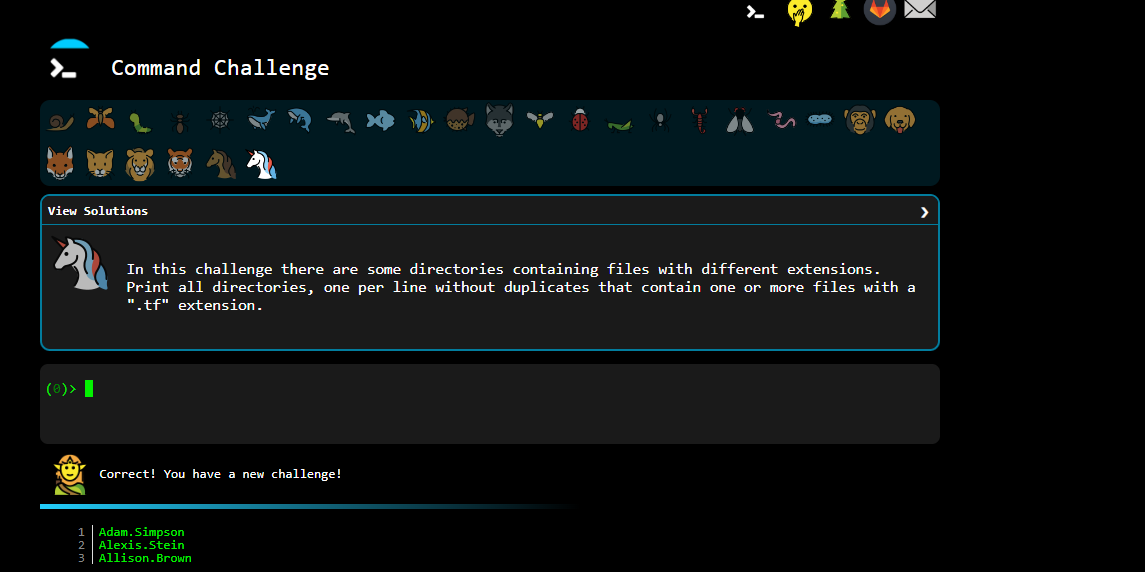 Command Challenge
View Solutions
In this challenge there are some directories containing files with different extensions.
Print all directories, one per line without duplicates that contain one or more files with a
".tf" extension.
(0)>
Correct! You have a new challenge!
1 Adam.Simpson
2 Alexis.Stein
3 Allison.Brown